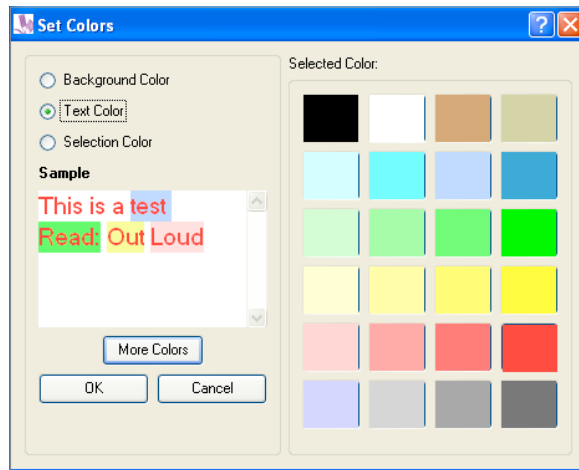 Set Colors
Background Color
Text Color
Selection Color
Sample
This is a test
Read: Out Loud
More Colors
OK
Cancel
Selected Color: